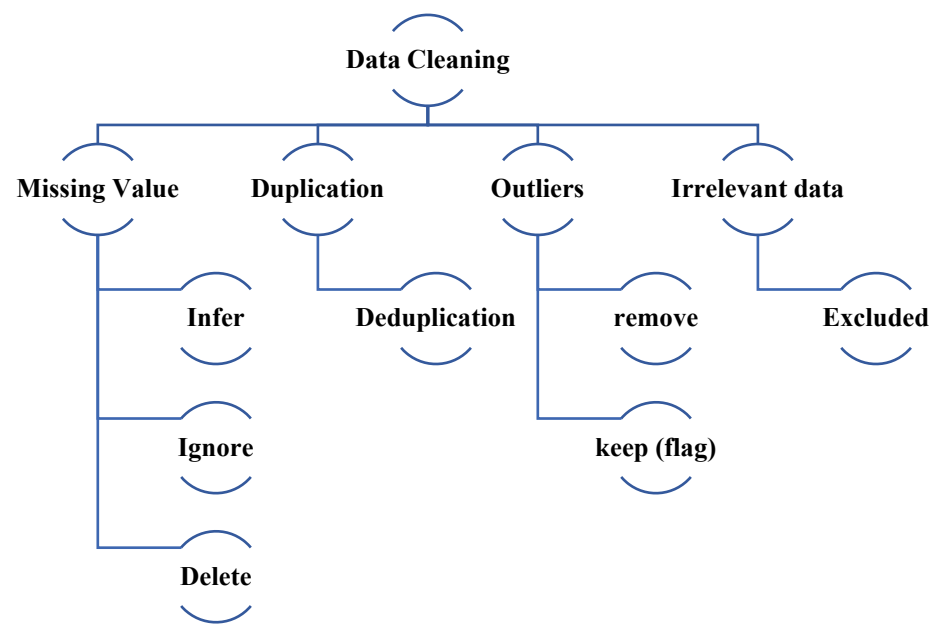 Data Cleaning
Missing Value
Duplication
Outliers
Irrelevant data
Infer
Deduplication
remove
Excluded
Ignore
keep (flag)
Delete